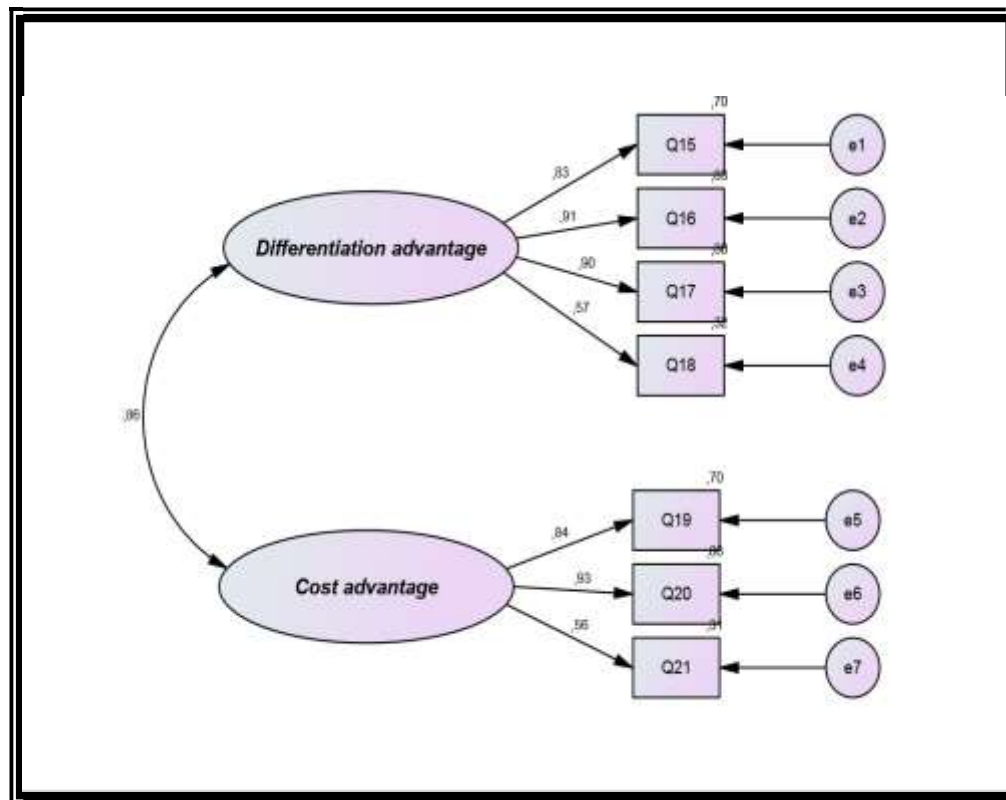 ,70
Q15
e1
,83
Q16
e2
,91
Differentiation advantage
,90
Q17
e3
,57
Q18
e4
,86
,70
Q19
e5
,84
Q20
e6
,93
Cost advantage
,56
Q21
e7